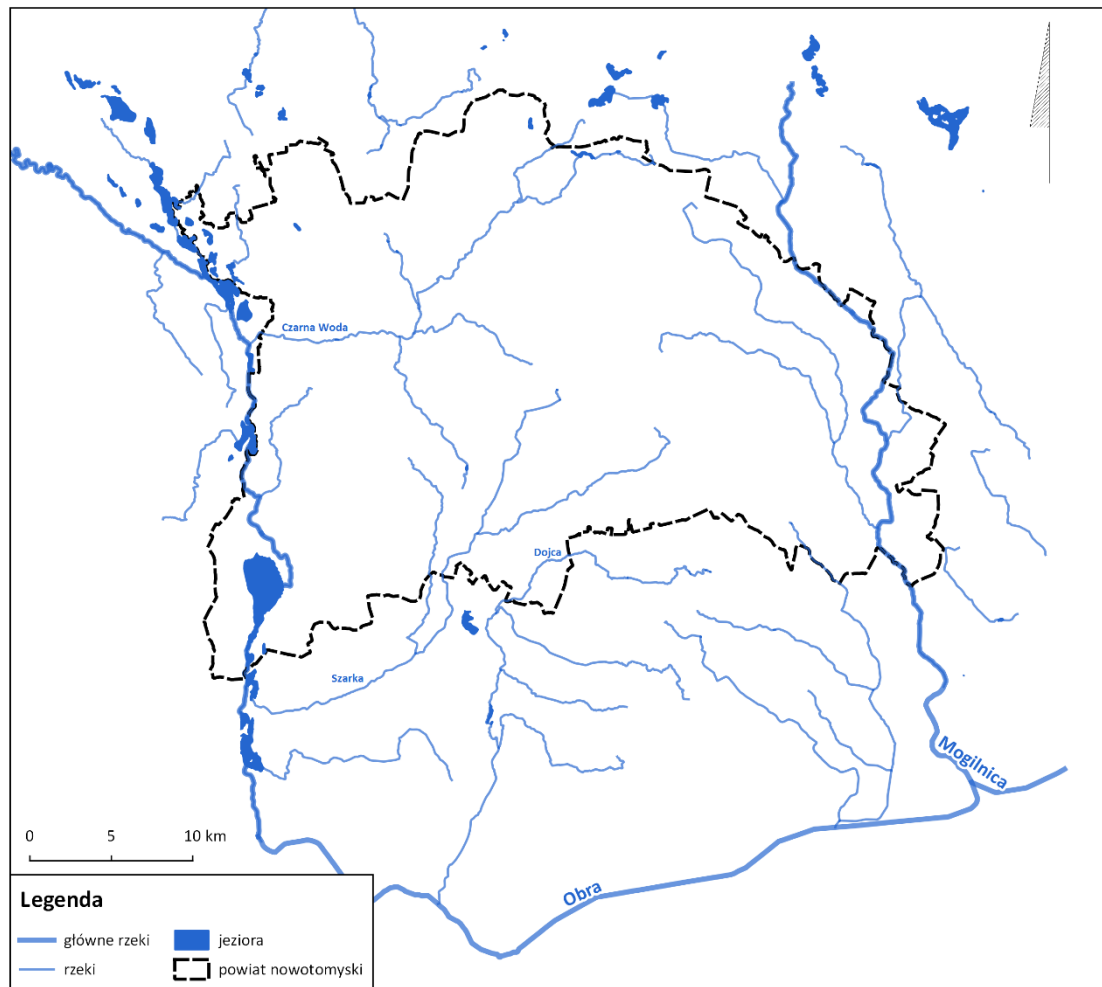 Czarna Woda
Dojca
Szarka
Mogilnica
Obra
0 5 10 km
Legenda
główne rzeki
jeziora
rzeki
powiat nowotomyski